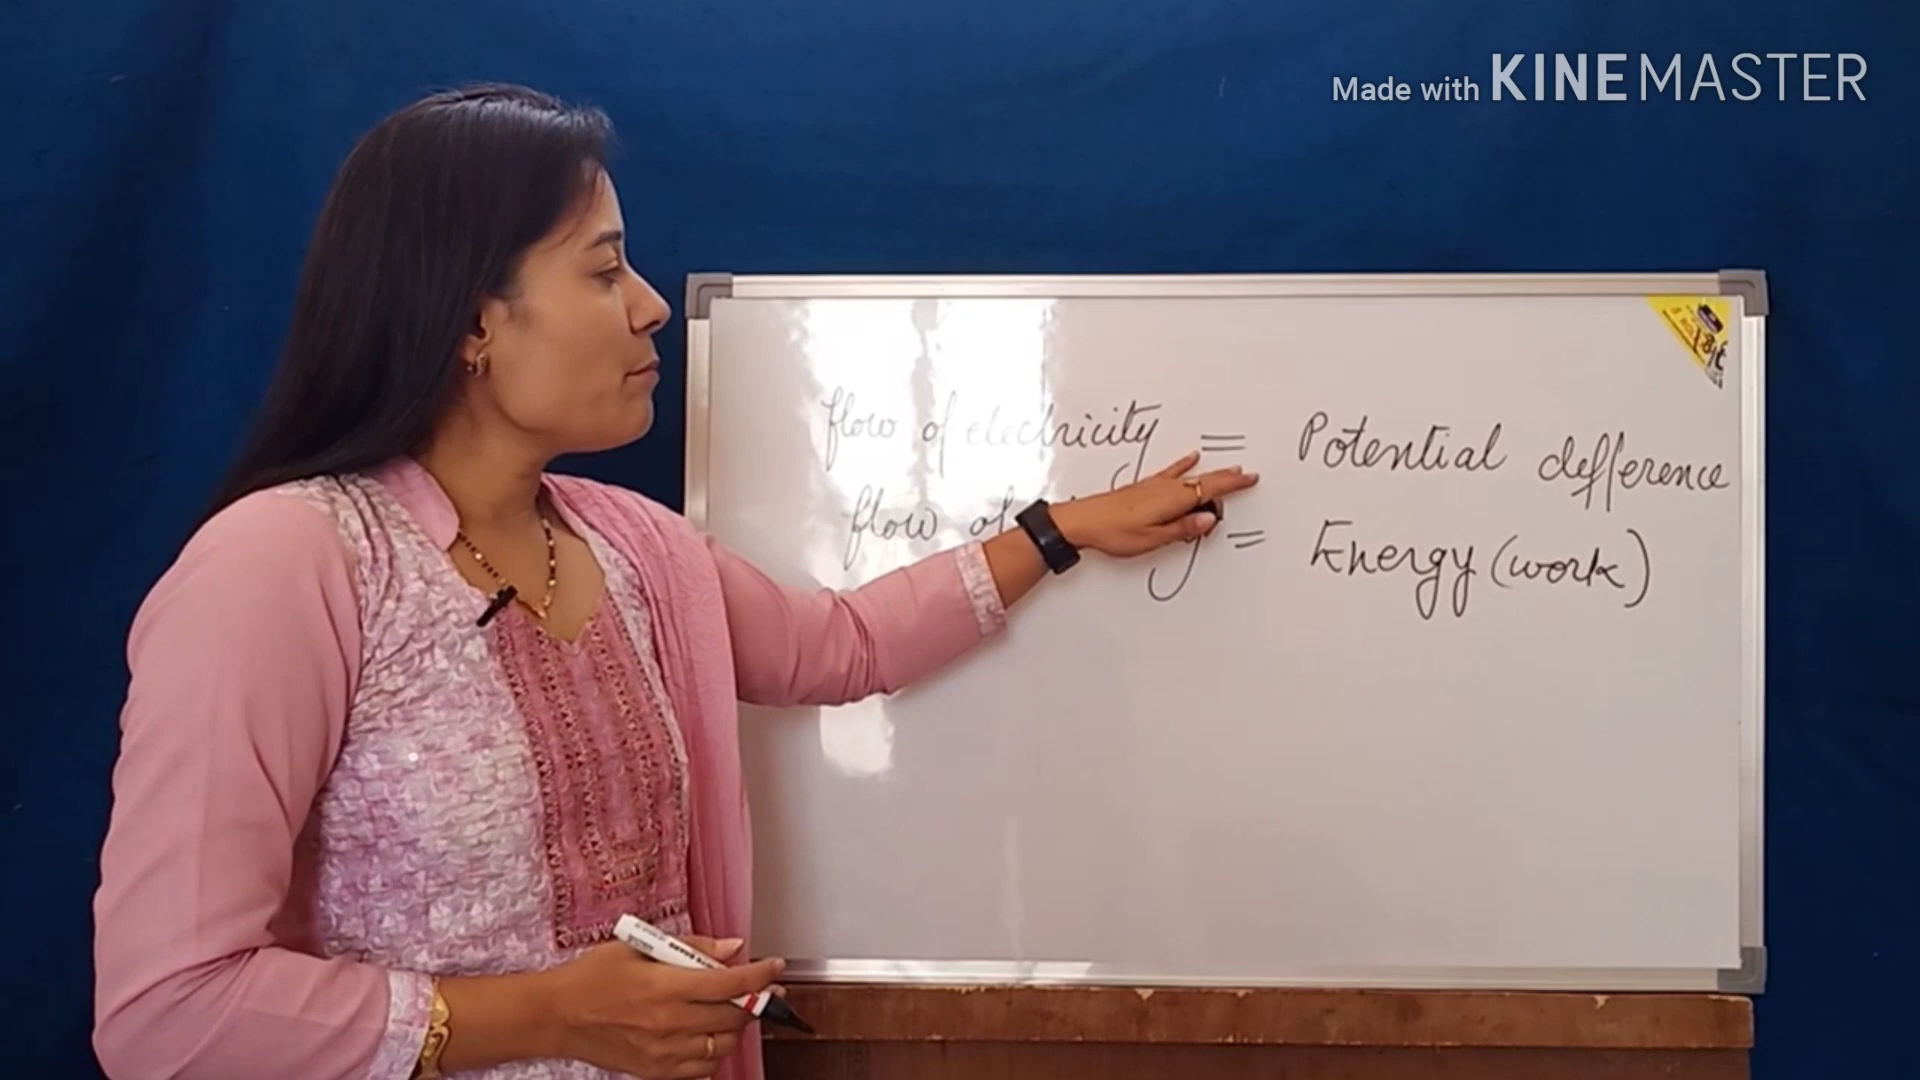 Made with KINEMASTER
flow of electricity = Potential difference
flow of = Energy (work)